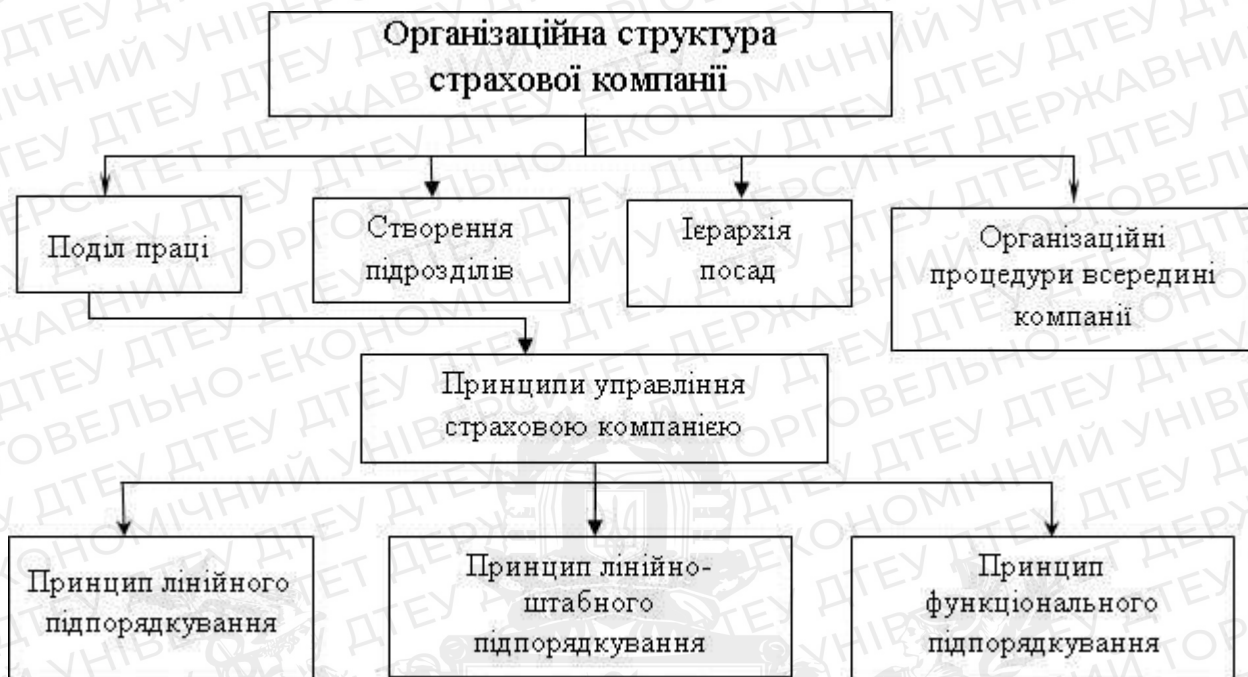 Організаційна структура
страхової компанії
Поділ праці
Створення
підрозділів
Ієрархія
посад
Організаційні
процедури всередині
компанії
Принципи управління
страховою компанією
Принцип лінійного
підпорядкування
Принцип лінійно-
штабного
підпорядкування
Принцип
функціонального
підпорядкування